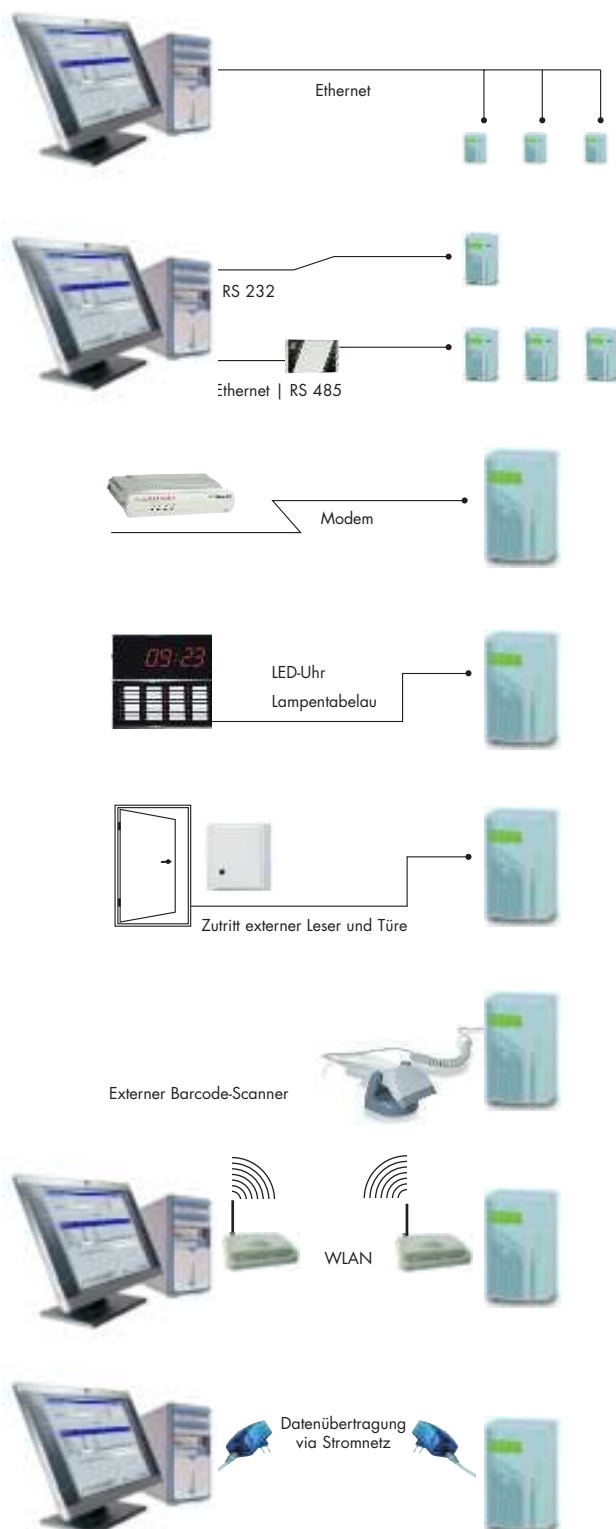 Ethernet
RS 232
Ethernet | RS 485
Modem
09:23
LED-Uhr
Lampentabelau
Zutritt externer Leser und Türe
Externer Barcode-Scanner
WLAN
Datenübertragung
via Stromnetz